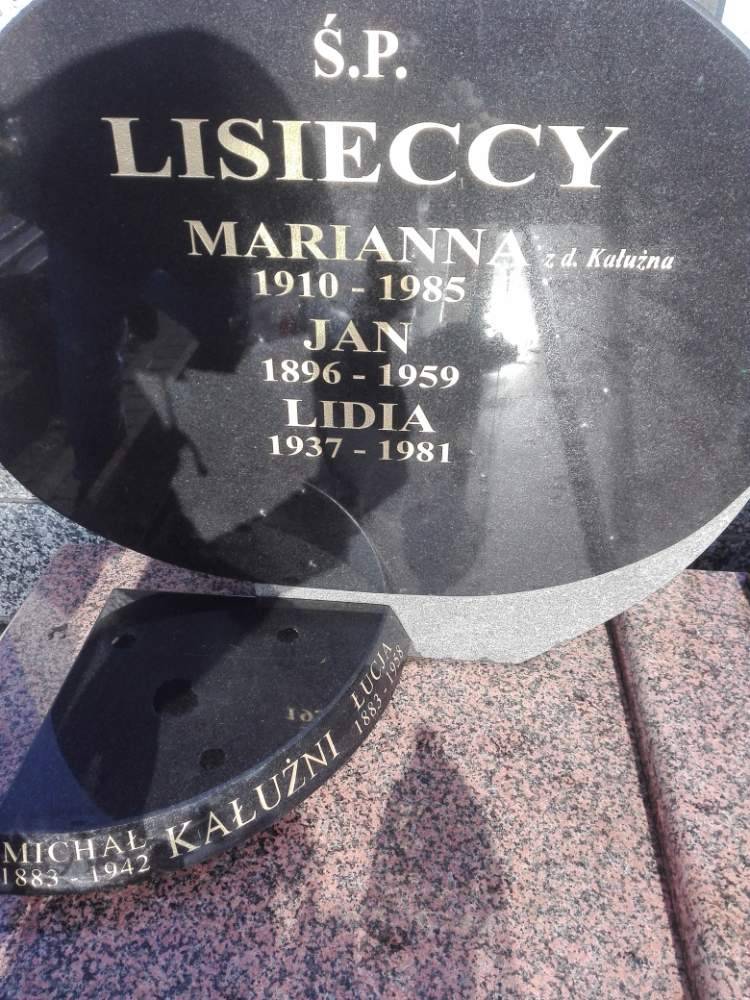 Ś.P.
LISIECCY
MARIANNA z d. Kałużna
1910 - 1985
JAN
1896 - 1959
LIDIA
1937 - 1981
MICHAŁ
1883 - 1942
KAŁUŻNI
ŁUCJA
1883 - 1958